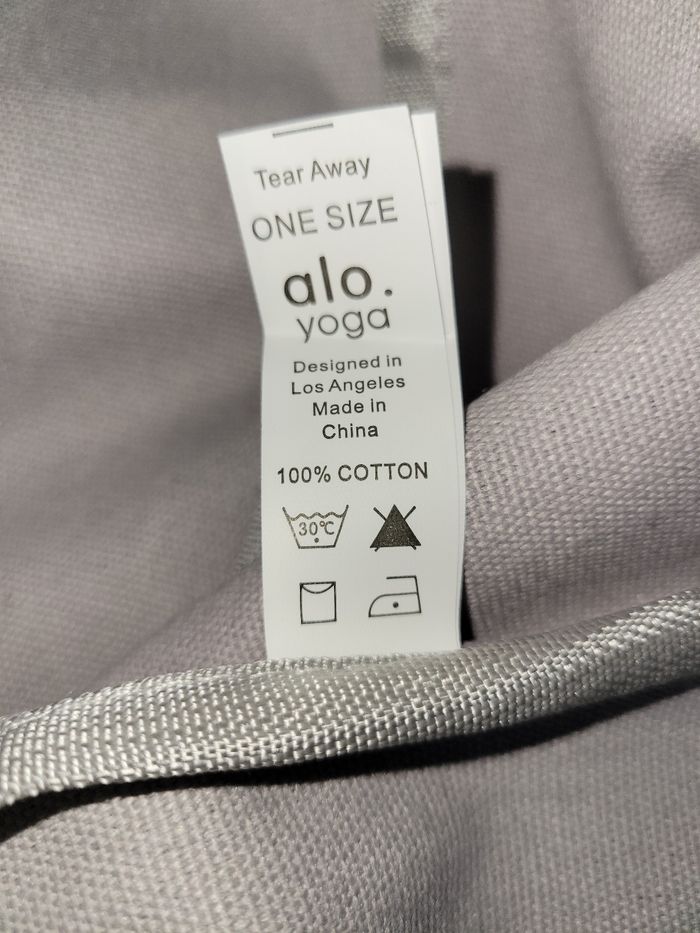 Tear Away
ONE SIZE
alo.
yoga
Designed in
Los Angeles
Made in
China
100% COTTON
30℃